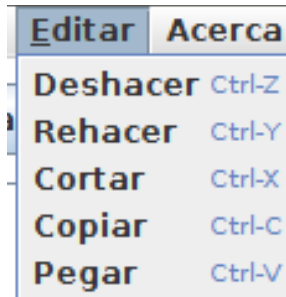 Editar Acerca
Deshacer Ctrl-Z
Rehacer Ctrl-Y
Cortar Ctrl-X
Copiar Ctrl-C
Pegar Ctrl-V